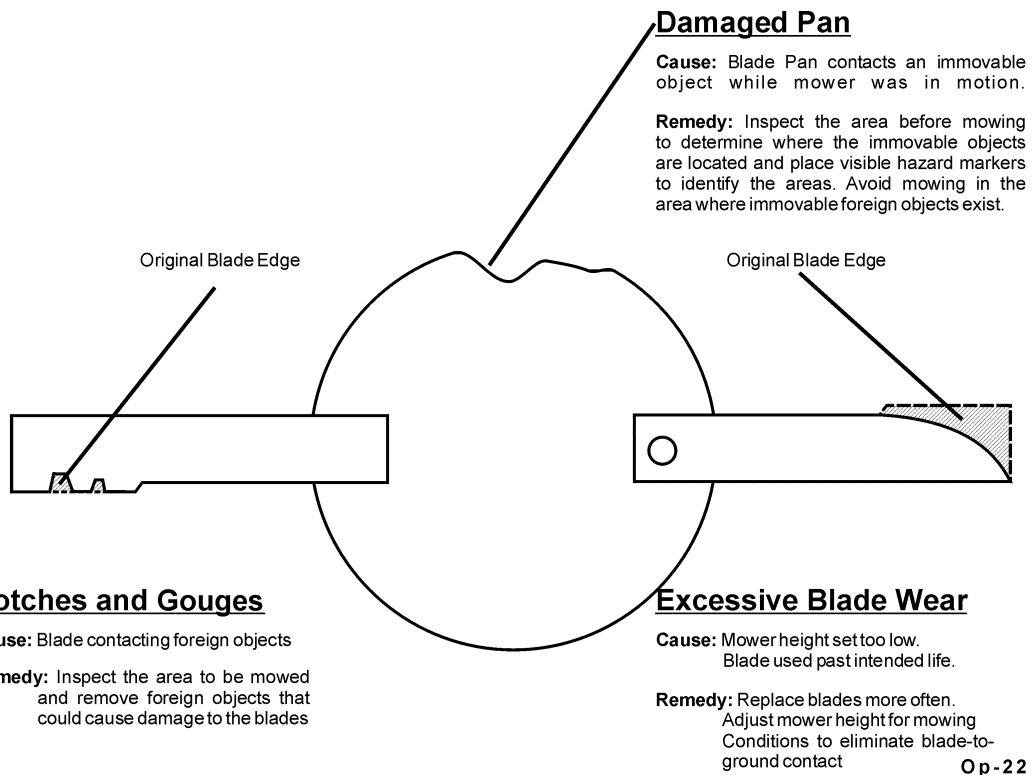 Damaged Pan
Cause: Blade Pan contacts an immovable
object while mower was in motion.
Remedy: Inspect the area before mowing
to determine where the immovable objects
are located and place visible hazard markers
to identify the areas. Avoid mowing in the
area where immovable foreign objects exist.
Original Blade Edge
Original Blade Edge
otches and Gouges
use: Blade contacting foreign objects
medy: Inspect the area to be mowed
and remove foreign objects that
could cause damage to the blades
Excessive Blade Wear
Cause: Mower height set too low.
Blade used past intended life.
Remedy: Replace blades more often.
Adjust mower height for mowing
Conditions to eliminate blade-to-
ground contact
Op-22